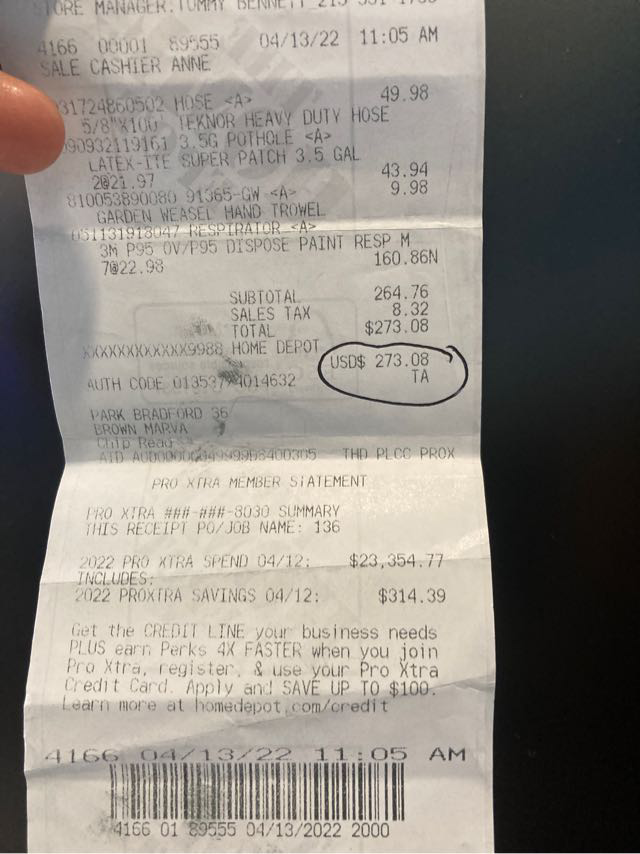 STORE MANAGER:TOMMY BENNETT
4166 00001 89555 04/13/22 11:05 AM
SALE CASHIER ANNE
31724860502 HOSE <A> 49.98
5/8"X100' TEKNOR HEAVY DUTY HOSE
090932119161 3.5G POTHOLE <A>
LATEX-ITE SUPER PATCH 3.5 GAL
2@21.97 43.94
810053890080 91365-GW <A> 9.98
GARDEN WEASEL HAND TROWEL
051131918047 RESPIRATOR <A>
3M P95 OV/P95 DISPOSE PAINT RESP M
7@22.98 160.86N
SUBTOTAL 264.76
SALES TAX 8.32
TOTAL $273.08
XXXXXXXXXXXX9988 HOME DEPOT
USD$ 273.08
AUTH CODE TA
PARK BRADFORD 36
BROWN MARVA
Chip Read
AID THD PLCC PROX
PRO XTRA MEMBER STATEMENT
PRO XTRA ###-###-8030 SUMMARY
THIS RECEIPT PO/JOB NAME: 136
2022 PRO XTRA SPEND 04/12: $23,354.77
INCLUDES:
2022 PROXTRA SAVINGS 04/12: $314.39
Get the CREDIT LINE your business needs
PLUS earn Perks 4X FASTER when you join
Pro Xtra, register, & use your Pro Xtra
Credit Card. Apply and SAVE UP TO $100.
Learn more at homedepot.com/credit
4166 04/13/22 11:05 AM
4166 01 89555 04/13/2022 2000